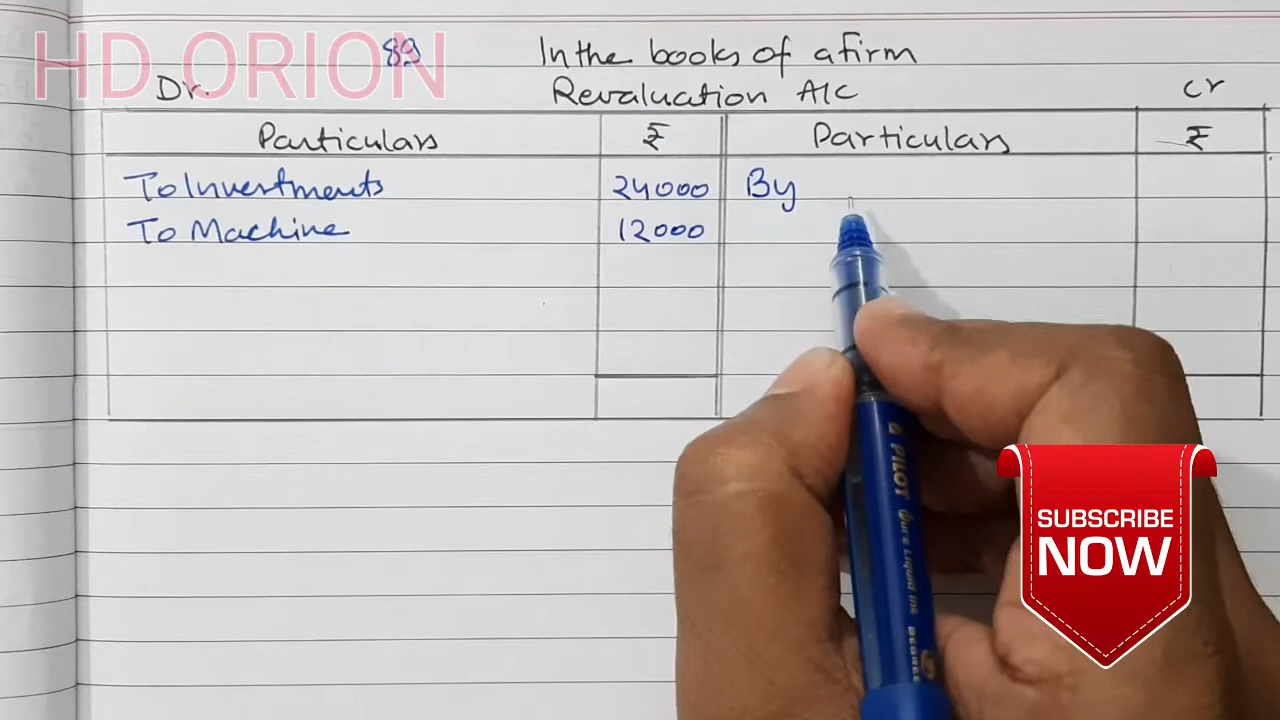 HD ORION
89 In the books of a firm
Dr. Revaluation A/C Cr
Particulars ₹ Particulars ₹
To Investments 24000 By
To Machine 12000
PILOT
SUBSCRIBE
NOW